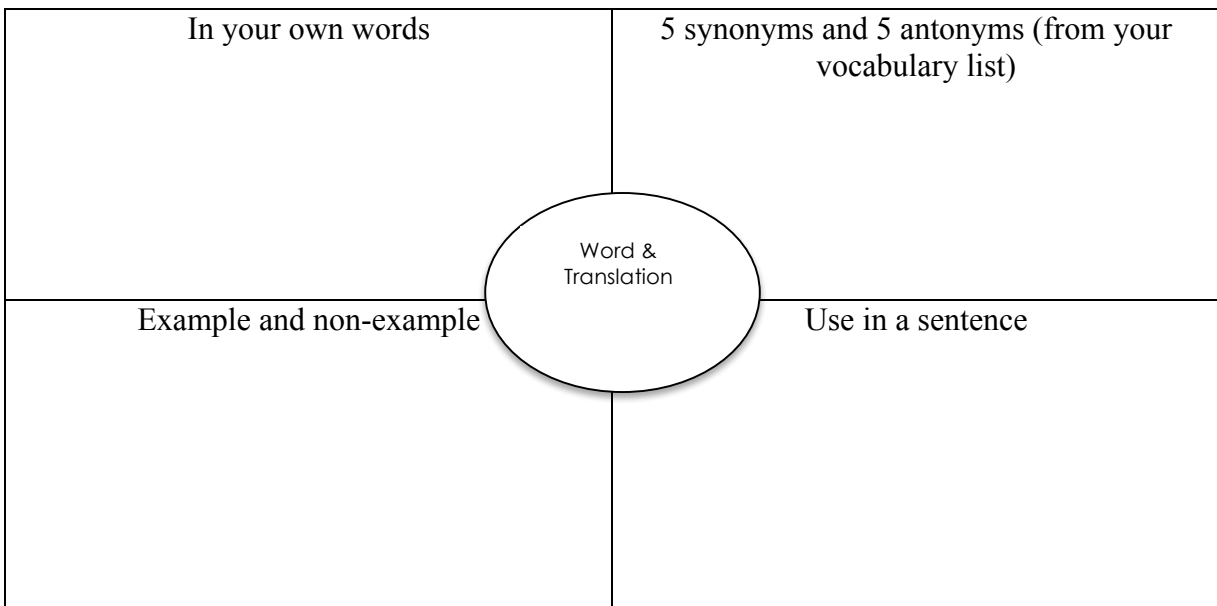 In your own words
5 synonyms and 5 antonyms (from your
vocabulary list)
Word &
Translation
Example and non-example
Use in a sentence